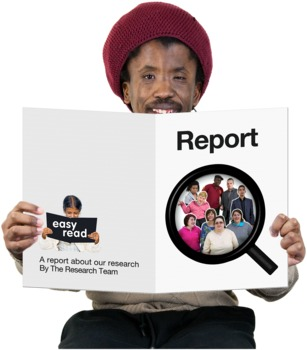 easy
read
A report about our research
By The Research Team
Report